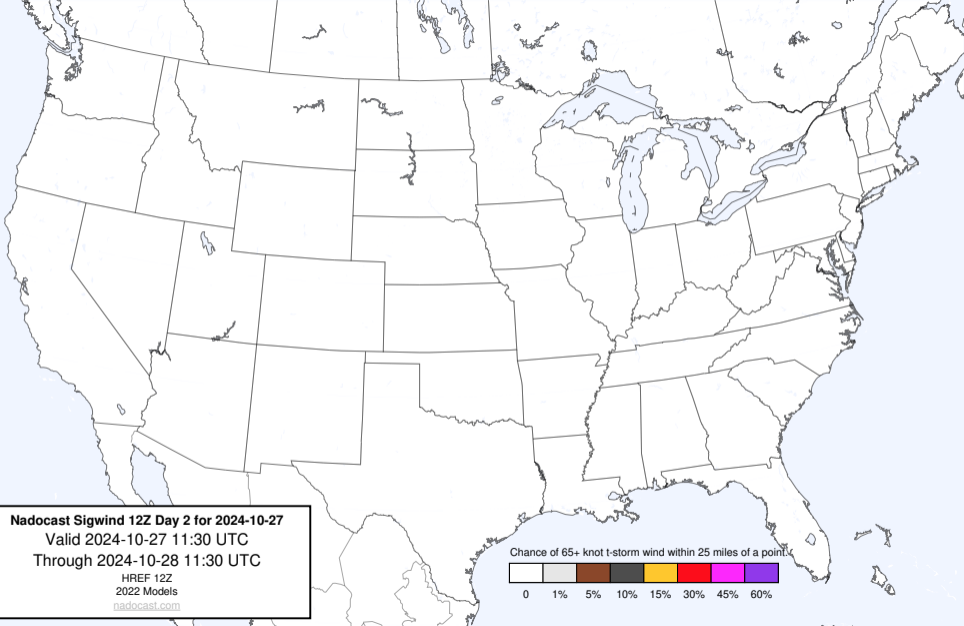 Nadocast Sigwind 12Z Day 2 for 2024-10-27
Valid 2024-10-27 11:30 UTC
Through 2024-10-28 11:30 UTC
HREF 12Z
2022 Models
nadocast.com
Chance of 65+ knot t-storm wind within 25 miles of a point.
0 1% 5% 10% 15% 30% 45% 60%